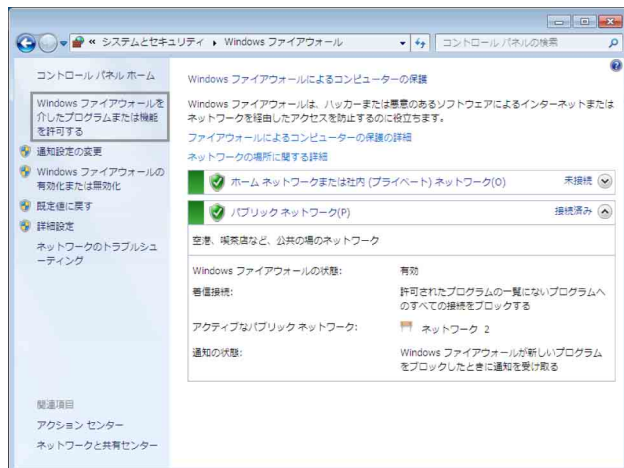 « システムとセキュリティ ▸ Windows ファイアウォール
コントロール パネルの検索
コントロール パネル ホーム
Windows ファイアウォールを
介したプログラムまたは機能
を許可する
通知設定の変更
Windows ファイアウォールの
有効化または無効化
既定値に戻す
詳細設定
ネットワークのトラブルシュ
ーティング
関連項目
アクション センター
ネットワークと共有センター
Windows ファイアウォールによるコンピューターの保護
Windows ファイアウォールは、ハッカーまたは悪意のあるソフトウェアによるインターネットまたは
ネットワークを経由したアクセスを防止するのに役立ちます。
ファイアウォールによるコンピューターの保護の詳細
ネットワークの場所に関する詳細
ホーム ネットワークまたは社内 (プライベート) ネットワーク(O) 未接続
パブリック ネットワーク(P) 接続済み
空港、喫茶店など、公共の場のネットワーク
Windows ファイアウォールの状態: 有効
着信接続: 許可されたプログラムの一覧にないプログラムへ
のすべての接続をブロックする
アクティブなパブリック ネットワーク: ネットワーク 2
通知の状態: Windows ファイアウォールが新しいプログラム
をブロックしたときに通知を受け取る